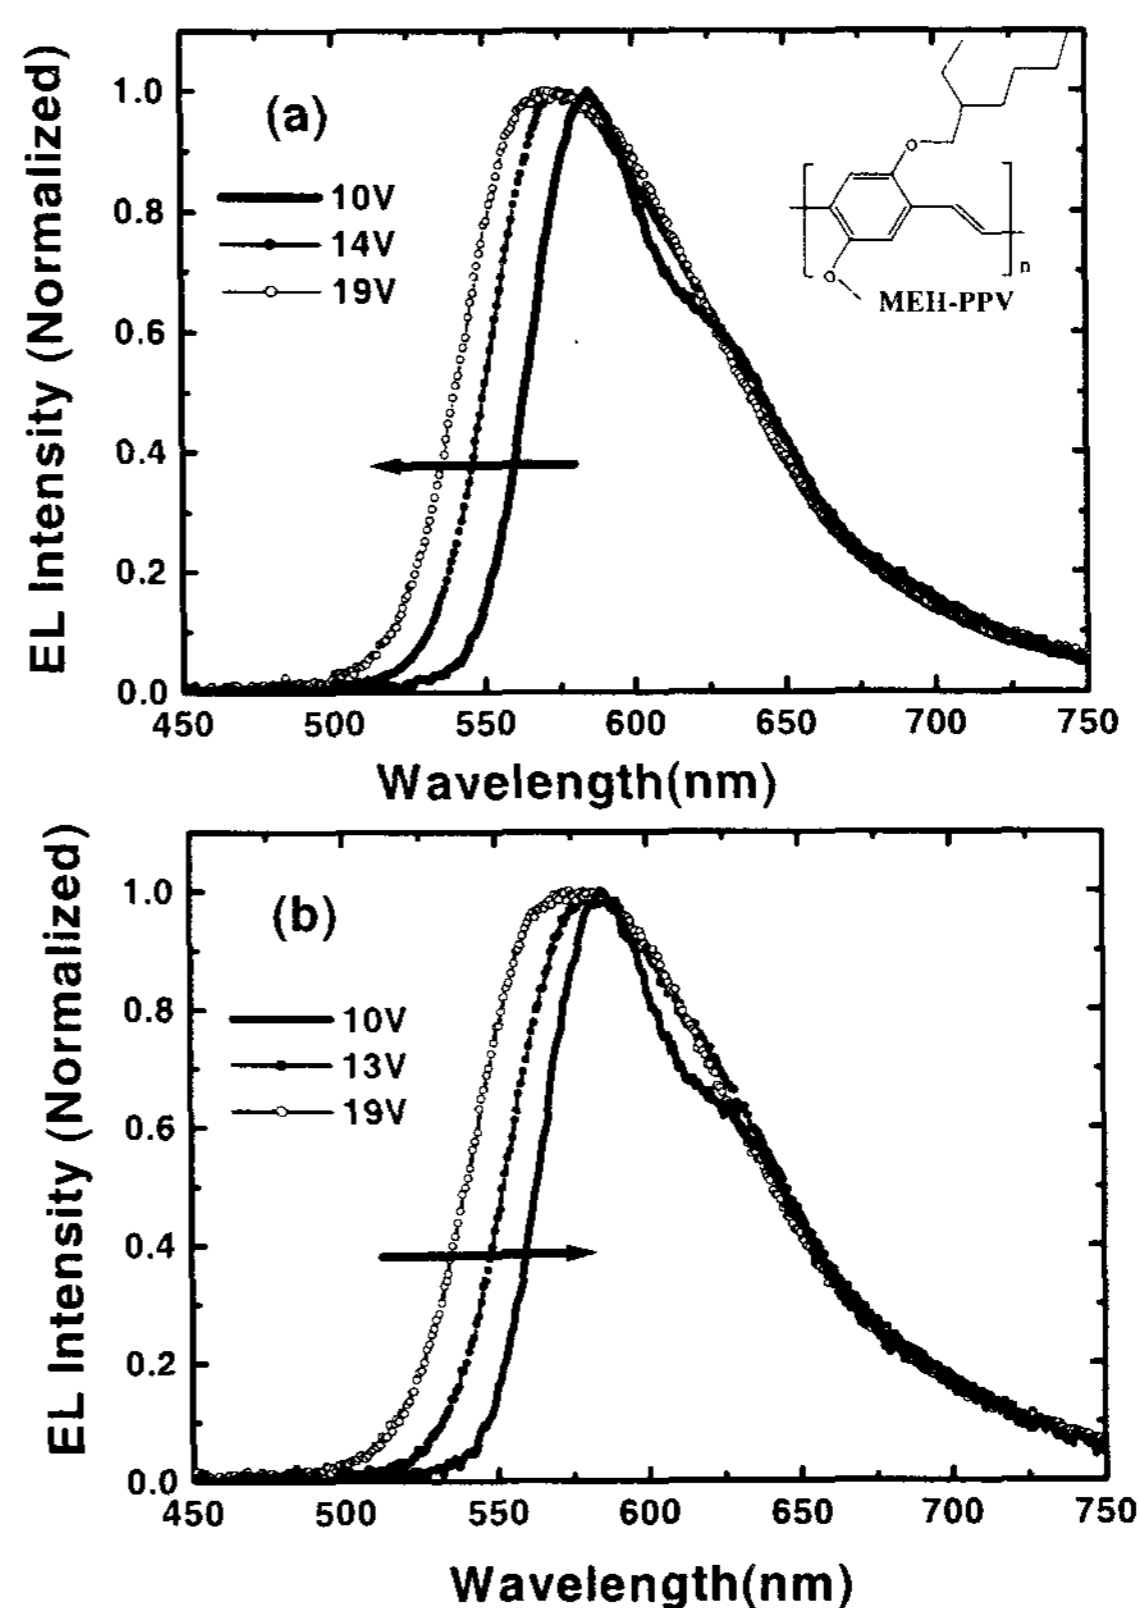 EL Intensity (Normalized)
1.0
0.8
0.6
0.4
0.2
0.0
(a)
10V
14V
19V
O
O
n
MEH-PPV
450 500 550 600 650 700 750
Wavelength(nm)
EL Intensity (Normalized)
1.0
0.8
0.6
0.4
0.2
0.0
(b)
10V
13V
19V
450 500 550 600 650 700 750
Wavelength(nm)